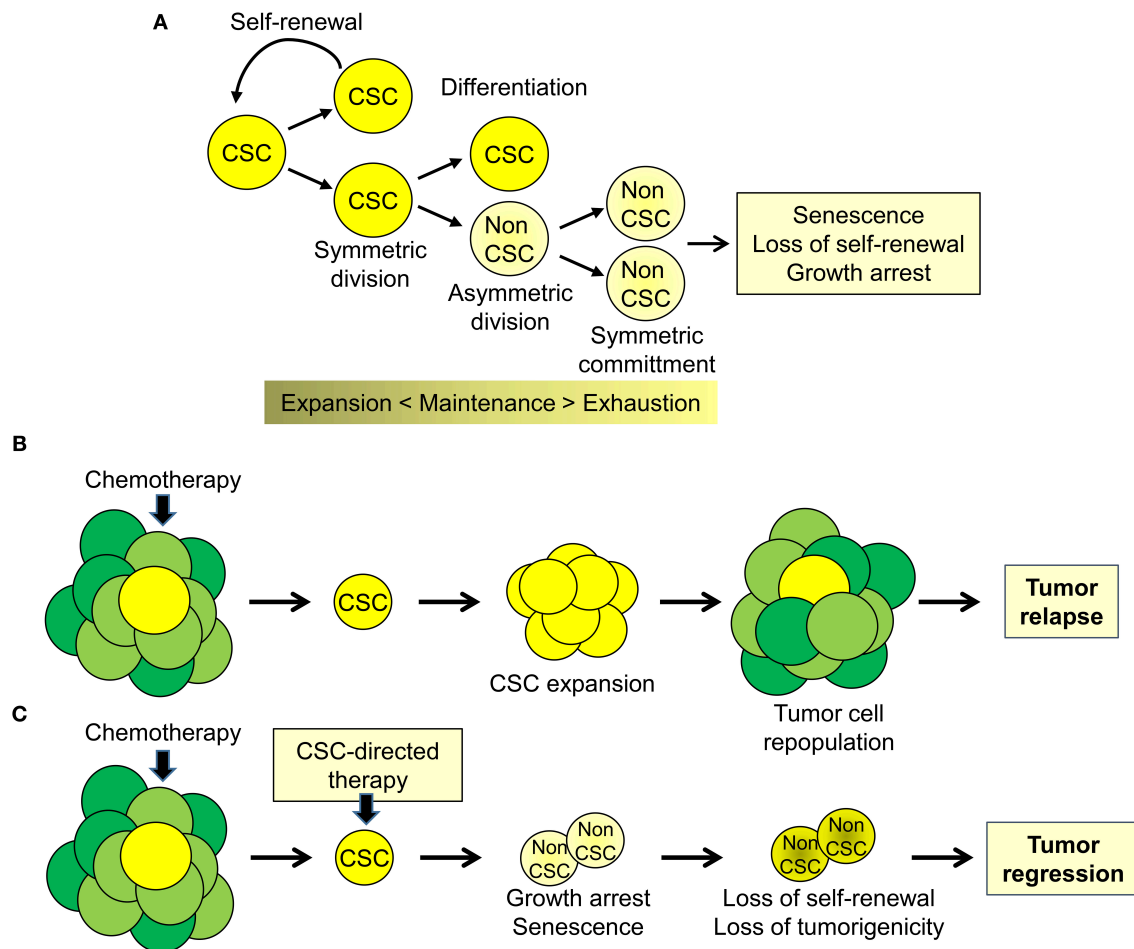 A
Self-renewal
CSC
CSC
Differentiation
CSC
CSC
Symmetric
division
Non
CSC
Asymmetric
division
Non
CSC
Non
CSC
Symmetric
committment
Senescence
Loss of self-renewal
Growth arrest
Expansion < Maintenance > Exhaustion
B
Chemotherapy
CSC
CSC expansion
Tumor cell
repopulation
Tumor
relapse
C
Chemotherapy
CSC-directed
therapy
CSC
Non
CSC
Non
CSC
Growth arrest
Senescence
Non
CSC
Non
CSC
Loss of self-renewal
Loss of tumorigenicity
Tumor
regression